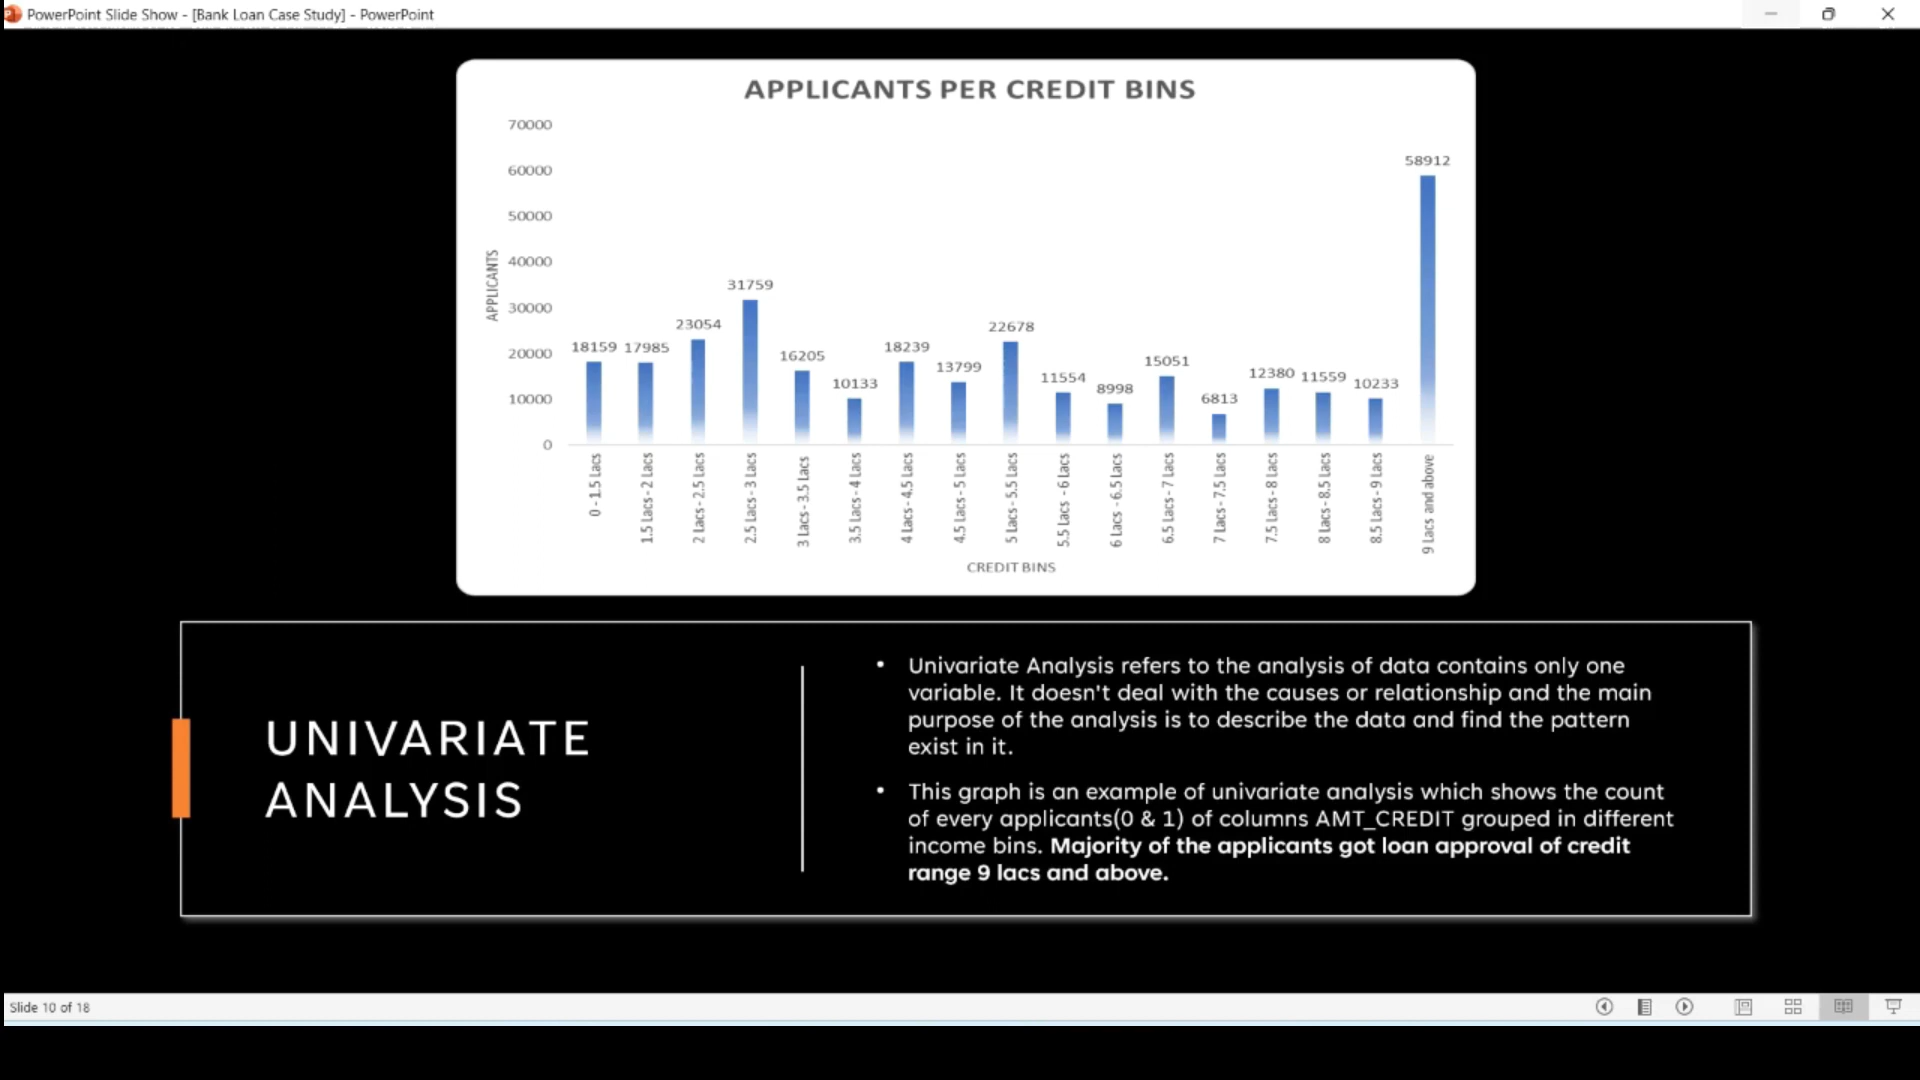 PowerPoint Slide Show - [Bank Loan Case Study] - PowerPoint
APPLICANTS PER CREDIT BINS
70000
60000
50000
40000
30000
20000
10000
0
APPLICANTS
18159
17985
23054
31759
16205
10133
18239
13799
22678
11554
8998
15051
6813
12380
11559
10233
58912
0 - 1.5 Lacs
1.5 Lacs - 2 Lacs
2 Lacs - 2.5 Lacs
2.5 Lacs - 3 Lacs
3 Lacs - 3.5 Lacs
3.5 Lacs - 4 Lacs
4 Lacs - 4.5 Lacs
4.5 Lacs - 5 Lacs
5 Lacs - 5.5 Lacs
5.5 Lacs - 6 Lacs
6 Lacs - 6.5 Lacs
6.5 Lacs - 7 Lacs
7 Lacs - 7.5 Lacs
7.5 Lacs - 8 Lacs
8 Lacs - 8.5 Lacs
8.5 Lacs - 9 Lacs
9 Lacs and above
CREDIT BINS
UNIVARIATE
ANALYSIS
• Univariate Analysis refers to the analysis of data contains only one
variable. It doesn't deal with the causes or relationship and the main
purpose of the analysis is to describe the data and find the pattern
exist in it.
• This graph is an example of univariate analysis which shows the count
of every applicants(0 & 1) of columns AMT_CREDIT grouped in different
income bins. Majority of the applicants got loan approval of credit
range 9 lacs and above.
Slide 10 of 18